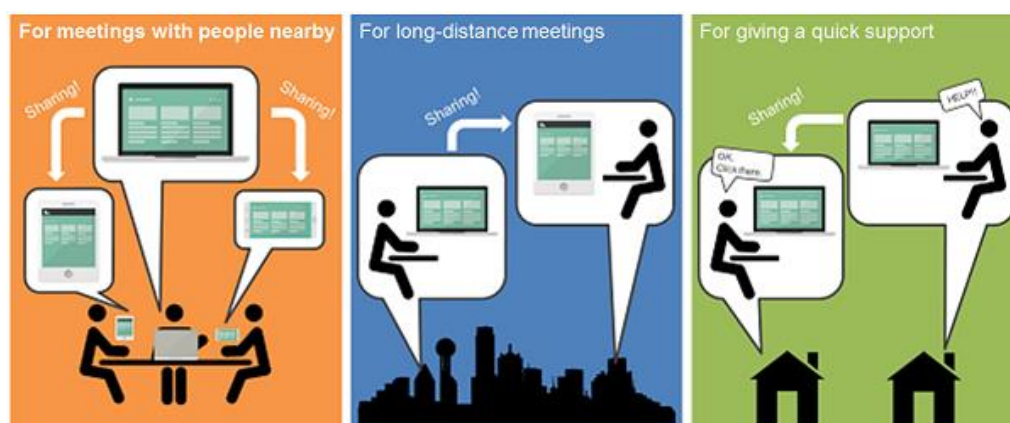 For meetings with people nearby
Sharing!
Sharing!
For long-distance meetings
Sharing!
For giving a quick support
Sharing!
HELP!!
OK,
Click there.